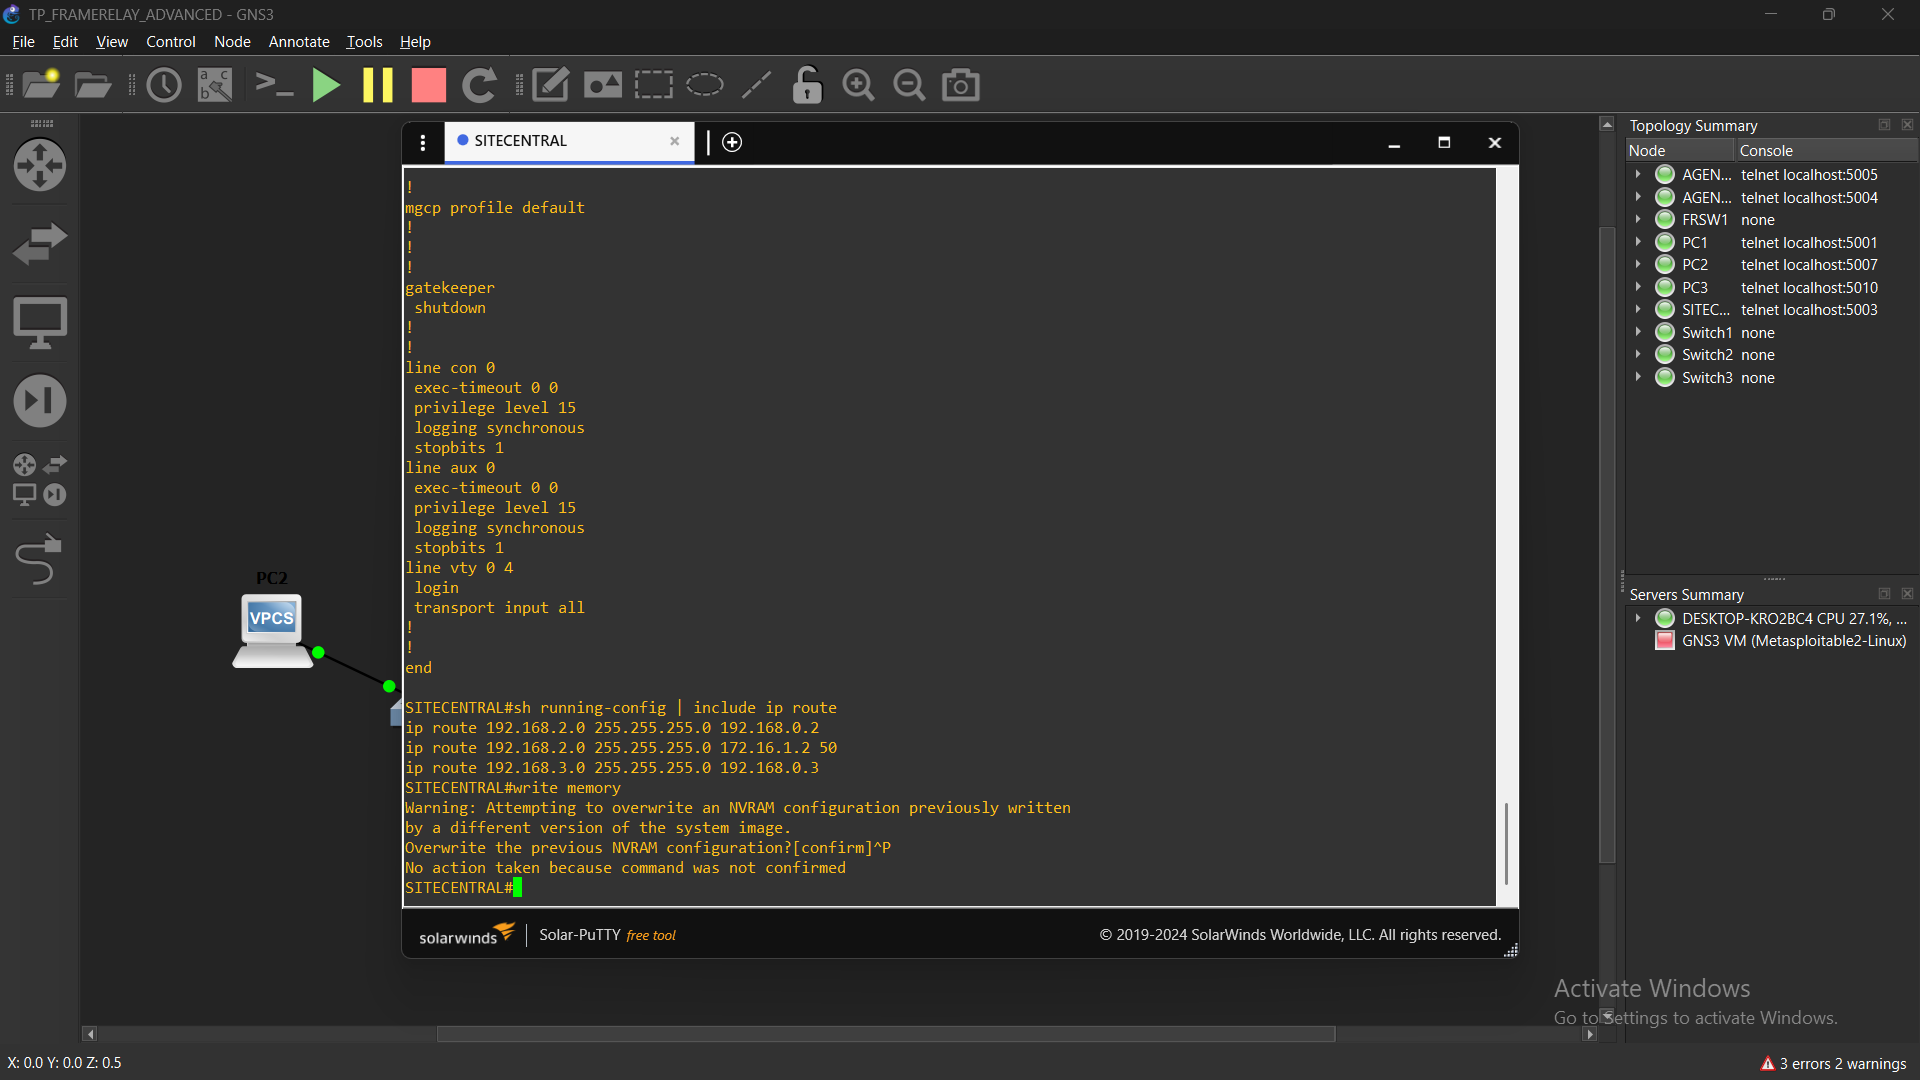 TP_FRAMERELAY_ADVANCED - GNS3
File Edit View Control Node Annotate Tools Help
SITECENTRAL
!
mgcp profile default
!
!
!
gatekeeper
shutdown
!
!
line con 0
exec-timeout 0 0
privilege level 15
logging synchronous
stopbits 1
line aux 0
exec-timeout 0 0
privilege level 15
logging synchronous
stopbits 1
line vty 0 4
login
transport input all
!
!
end
SITECENTRAL#sh running-config | include ip route
ip route 192.168.2.0 255.255.255.0 192.168.0.2
ip route 192.168.2.0 255.255.255.0 172.16.1.2 50
ip route 192.168.3.0 255.255.255.0 192.168.0.3
SITECENTRAL#write memory
Warning: Attempting to overwrite an NVRAM configuration previously written
by a different version of the system image.
Overwrite the previous NVRAM configuration?[confirm]^P
No action taken because command was not confirmed
SITECENTRAL#
solarwinds Solar-PuTTY free tool © 2019-2024 SolarWinds Worldwide, LLC. All rights reserved.
PC2
VPCS
Topology Summary
Node Console
AGEN... telnet localhost:5005
AGEN... telnet localhost:5004
FRSW1 none
PC1 telnet localhost:5001
PC2 telnet localhost:5007
PC3 telnet localhost:5010
SITEC... telnet localhost:5003
Switch1 none
Switch2 none
Switch3 none
Servers Summary
DESKTOP-KRO2BC4 CPU 27.1%, ...
GNS3 VM (Metasploitable2-Linux)
Activate Windows
Go to Settings to activate Windows.
X: 0.0 Y: 0.0 Z: 0.5
3 errors 2 warnings